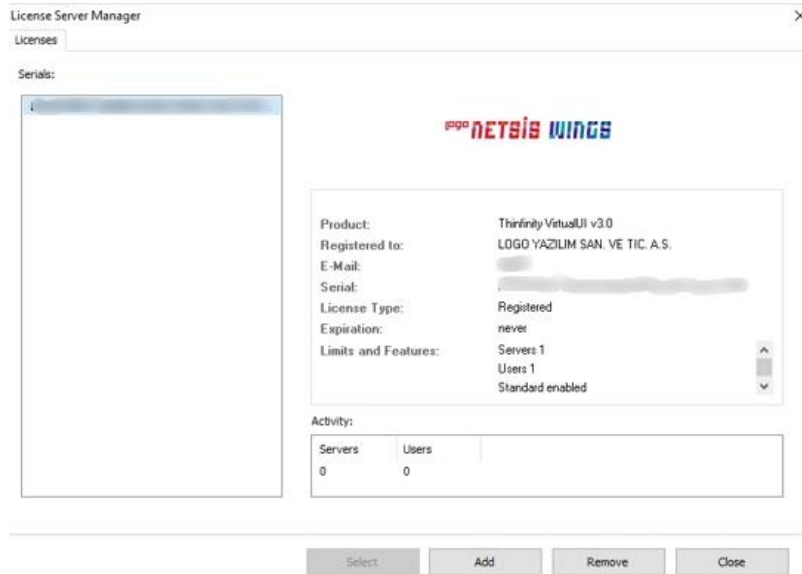 License Server Manager
Licenses
Serials:
LOGO NETSİS WINGS
Product: Thinfinity VirtualUI v3.0
Registered to: LOGO YAZILIM SAN. VE TIC. A.S.
E-Mail:
Serial:
License Type: Registered
Expiration: never
Limits and Features: Servers 1
Users 1
Standard enabled
Activity:
Servers Users
0 0
Select Add Remove Close